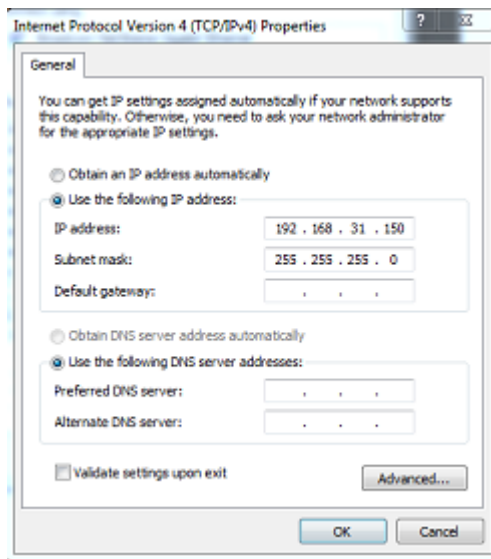 Internet Protocol Version 4 (TCP/IPv4) Properties
General
You can get IP settings assigned automatically if your network supports
this capability. Otherwise, you need to ask your network administrator
for the appropriate IP settings.
Obtain an IP address automatically
Use the following IP address:
IP address: 192 . 168 . 31 . 150
Subnet mask: 255 . 255 . 255 . 0
Default gateway: . . .
Obtain DNS server address automatically
Use the following DNS server addresses:
Preferred DNS server: . . .
Alternate DNS server: . . .
Validate settings upon exit
Advanced...
OK Cancel